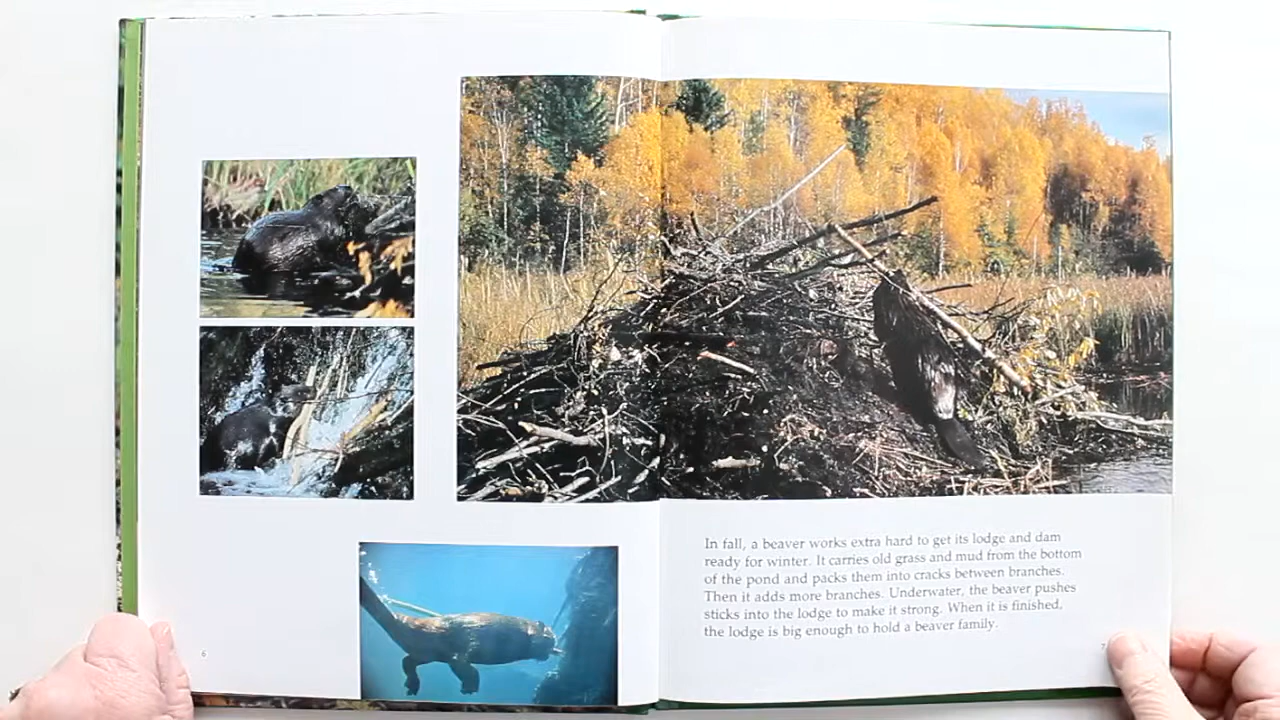 In fall, a beaver works extra hard to get its lodge and dam
ready for winter. It carries old grass and mud from the bottom
of the pond and packs them into cracks between branches.
Then it adds more branches. Underwater, the beaver pushes
sticks into the lodge to make it strong. When it is finished,
the lodge is big enough to hold a beaver family.
6
7